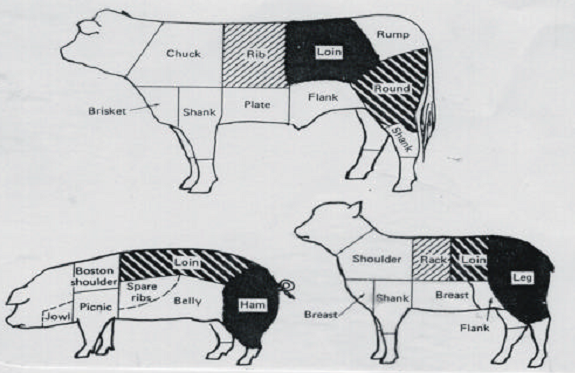 Chuck
Rib
Loin
Rump
Round
Brisket
Shank
Plate
Flank
Shank
Boston
shoulder
Loin
Spare
ribs
Belly
Ham
Picnic
Jowl
Shoulder
Rack
Loin
Leg
Breast
Shank
Breast
Flank